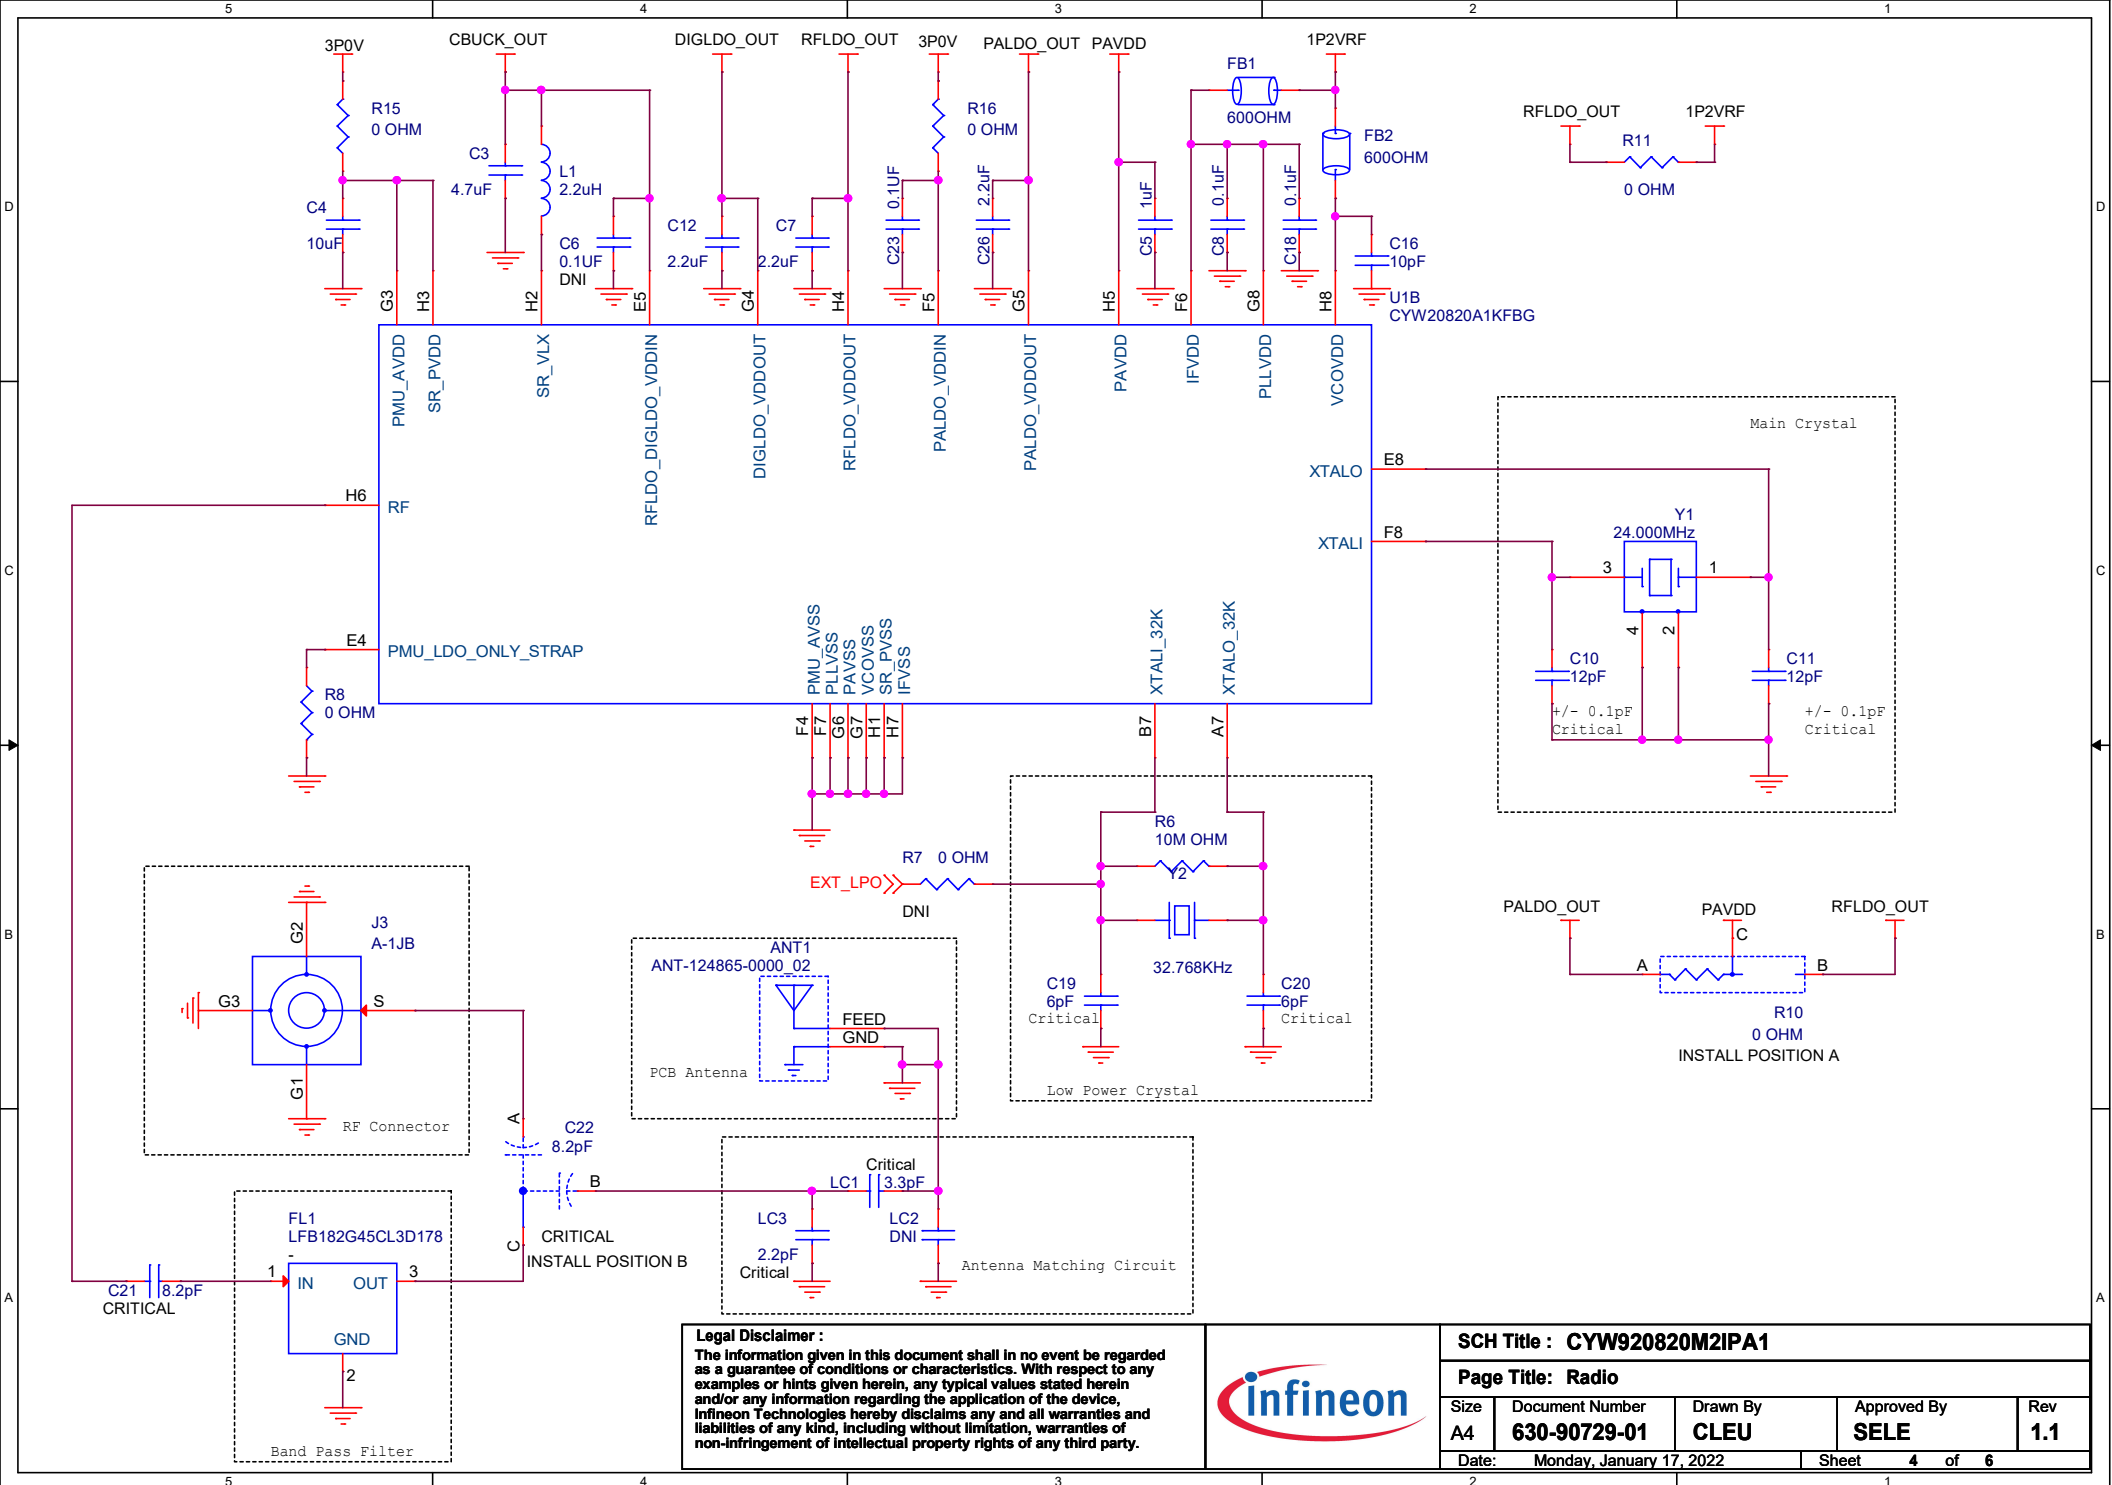 5 4 3 2 1
3P0V
CBUCK_OUT
DIGLDO_OUT
RFLDO_OUT
3P0V
PALDO_OUT
PAVDD
1P2VRF
R15
0 OHM
C4
10uF
C3
4.7uF
L1
2.2uH
C6
0.1UF
DNI
C12
2.2uF
C7
2.2uF
R16
0 OHM
C23
0.1UF
C26
2.2uF
C5
1uF
C8
0.1uF
C18
0.1uF
FB1
600OHM
FB2
600OHM
C16
10pF
RFLDO_OUT
1P2VRF
R11
0 OHM
D
D
G3
H3
H2
E5
G4
H4
F5
G5
H5
F6
G8
H8
U1B
CYW20820A1KFBG
PMU_AVDD
SR_PVDD
SR_VLX
RFLDO_DIGLDO_VDDIN
DIGLDO_VDDOUT
RFLDO_VDDOUT
PALDO_VDDIN
PALDO_VDDOUT
PAVDD
IFVDD
PLLVDD
VCOVDD
H6
RF
E4
PMU_LDO_ONLY_STRAP
R8
0 OHM
XTALO
E8
XTALI
F8
C
C
Main Crystal
Y1
24.000MHz
3
1
4
2
C10
12pF
+/- 0.1pF
Critical
C11
12pF
+/- 0.1pF
Critical
PMU_AVSS
PLLVSS
PAVSS
VCOVSS
SR_PVSS
IFVSS
F4
F7
G6
G7
H1
H7
XTALI_32K
XTALO_32K
B7
A7
R6
10M OHM
Y2
32.768KHz
R7 0 OHM
EXT_LPO
DNI
C19
6pF
Critical
C20
6pF
Critical
Low Power Crystal
B
B
J3
A-1JB
G2
G3
S
G1
RF Connector
ANT1
ANT-124865-0000_02
FEED
GND
PCB Antenna
PALDO_OUT
PAVDD
RFLDO_OUT
C
A
B
R10
0 OHM
INSTALL POSITION A
A
C22
8.2pF
B
C
CRITICAL
INSTALL POSITION B
Critical
LC1
3.3pF
LC3
2.2pF
Critical
LC2
DNI
Antenna Matching Circuit
FL1
LFB182G45CL3D178
-
1
IN
OUT
3
GND
2
Band Pass Filter
C21
8.2pF
CRITICAL
A
A
Legal Disclaimer :
The information given in this document shall in no event be regarded
as a guarantee of conditions or characteristics. With respect to any
examples or hints given herein, any typical values stated herein
and/or any information regarding the application of the device,
Infineon Technologies hereby disclaims any and all warranties and
liabilities of any kind, including without limitation, warranties of
non-infringement of intellectual property rights of any third party.
infineon
SCH Title : CYW920820M2IPA1
Page Title: Radio
Size Document Number Drawn By Approved By Rev
A4 630-90729-01 CLEU SELE 1.1
Date: Monday, January 17, 2022 Sheet 4 of 6
5 4 3 2 1